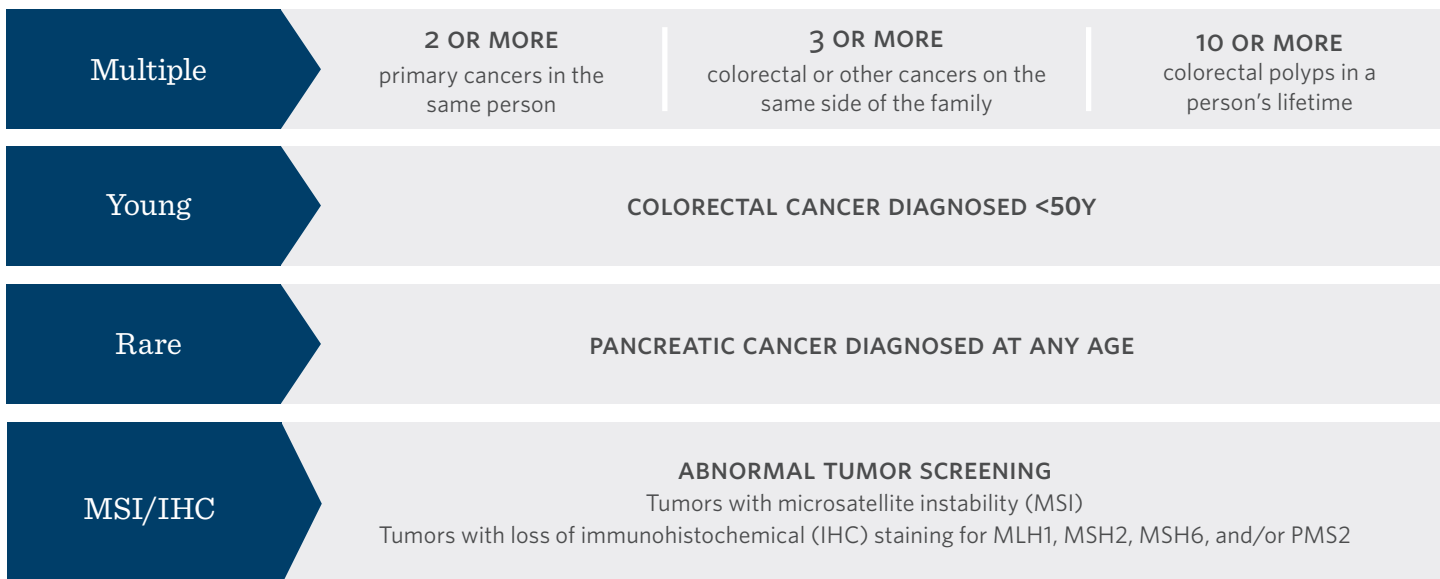 Multiple
2 OR MORE
primary cancers in the
same person
3 OR MORE
colorectal or other cancers on the
same side of the family
10 OR MORE
colorectal polyps in a
person's lifetime
Young
COLORECTAL CANCER DIAGNOSED <50Y
Rare
PANCREATIC CANCER DIAGNOSED AT ANY AGE
MSI/IHC
ABNORMAL TUMOR SCREENING
Tumors with microsatellite instability (MSI)
Tumors with loss of immunohistochemical (IHC) staining for MLH1, MSH2, MSH6, and/or PMS2